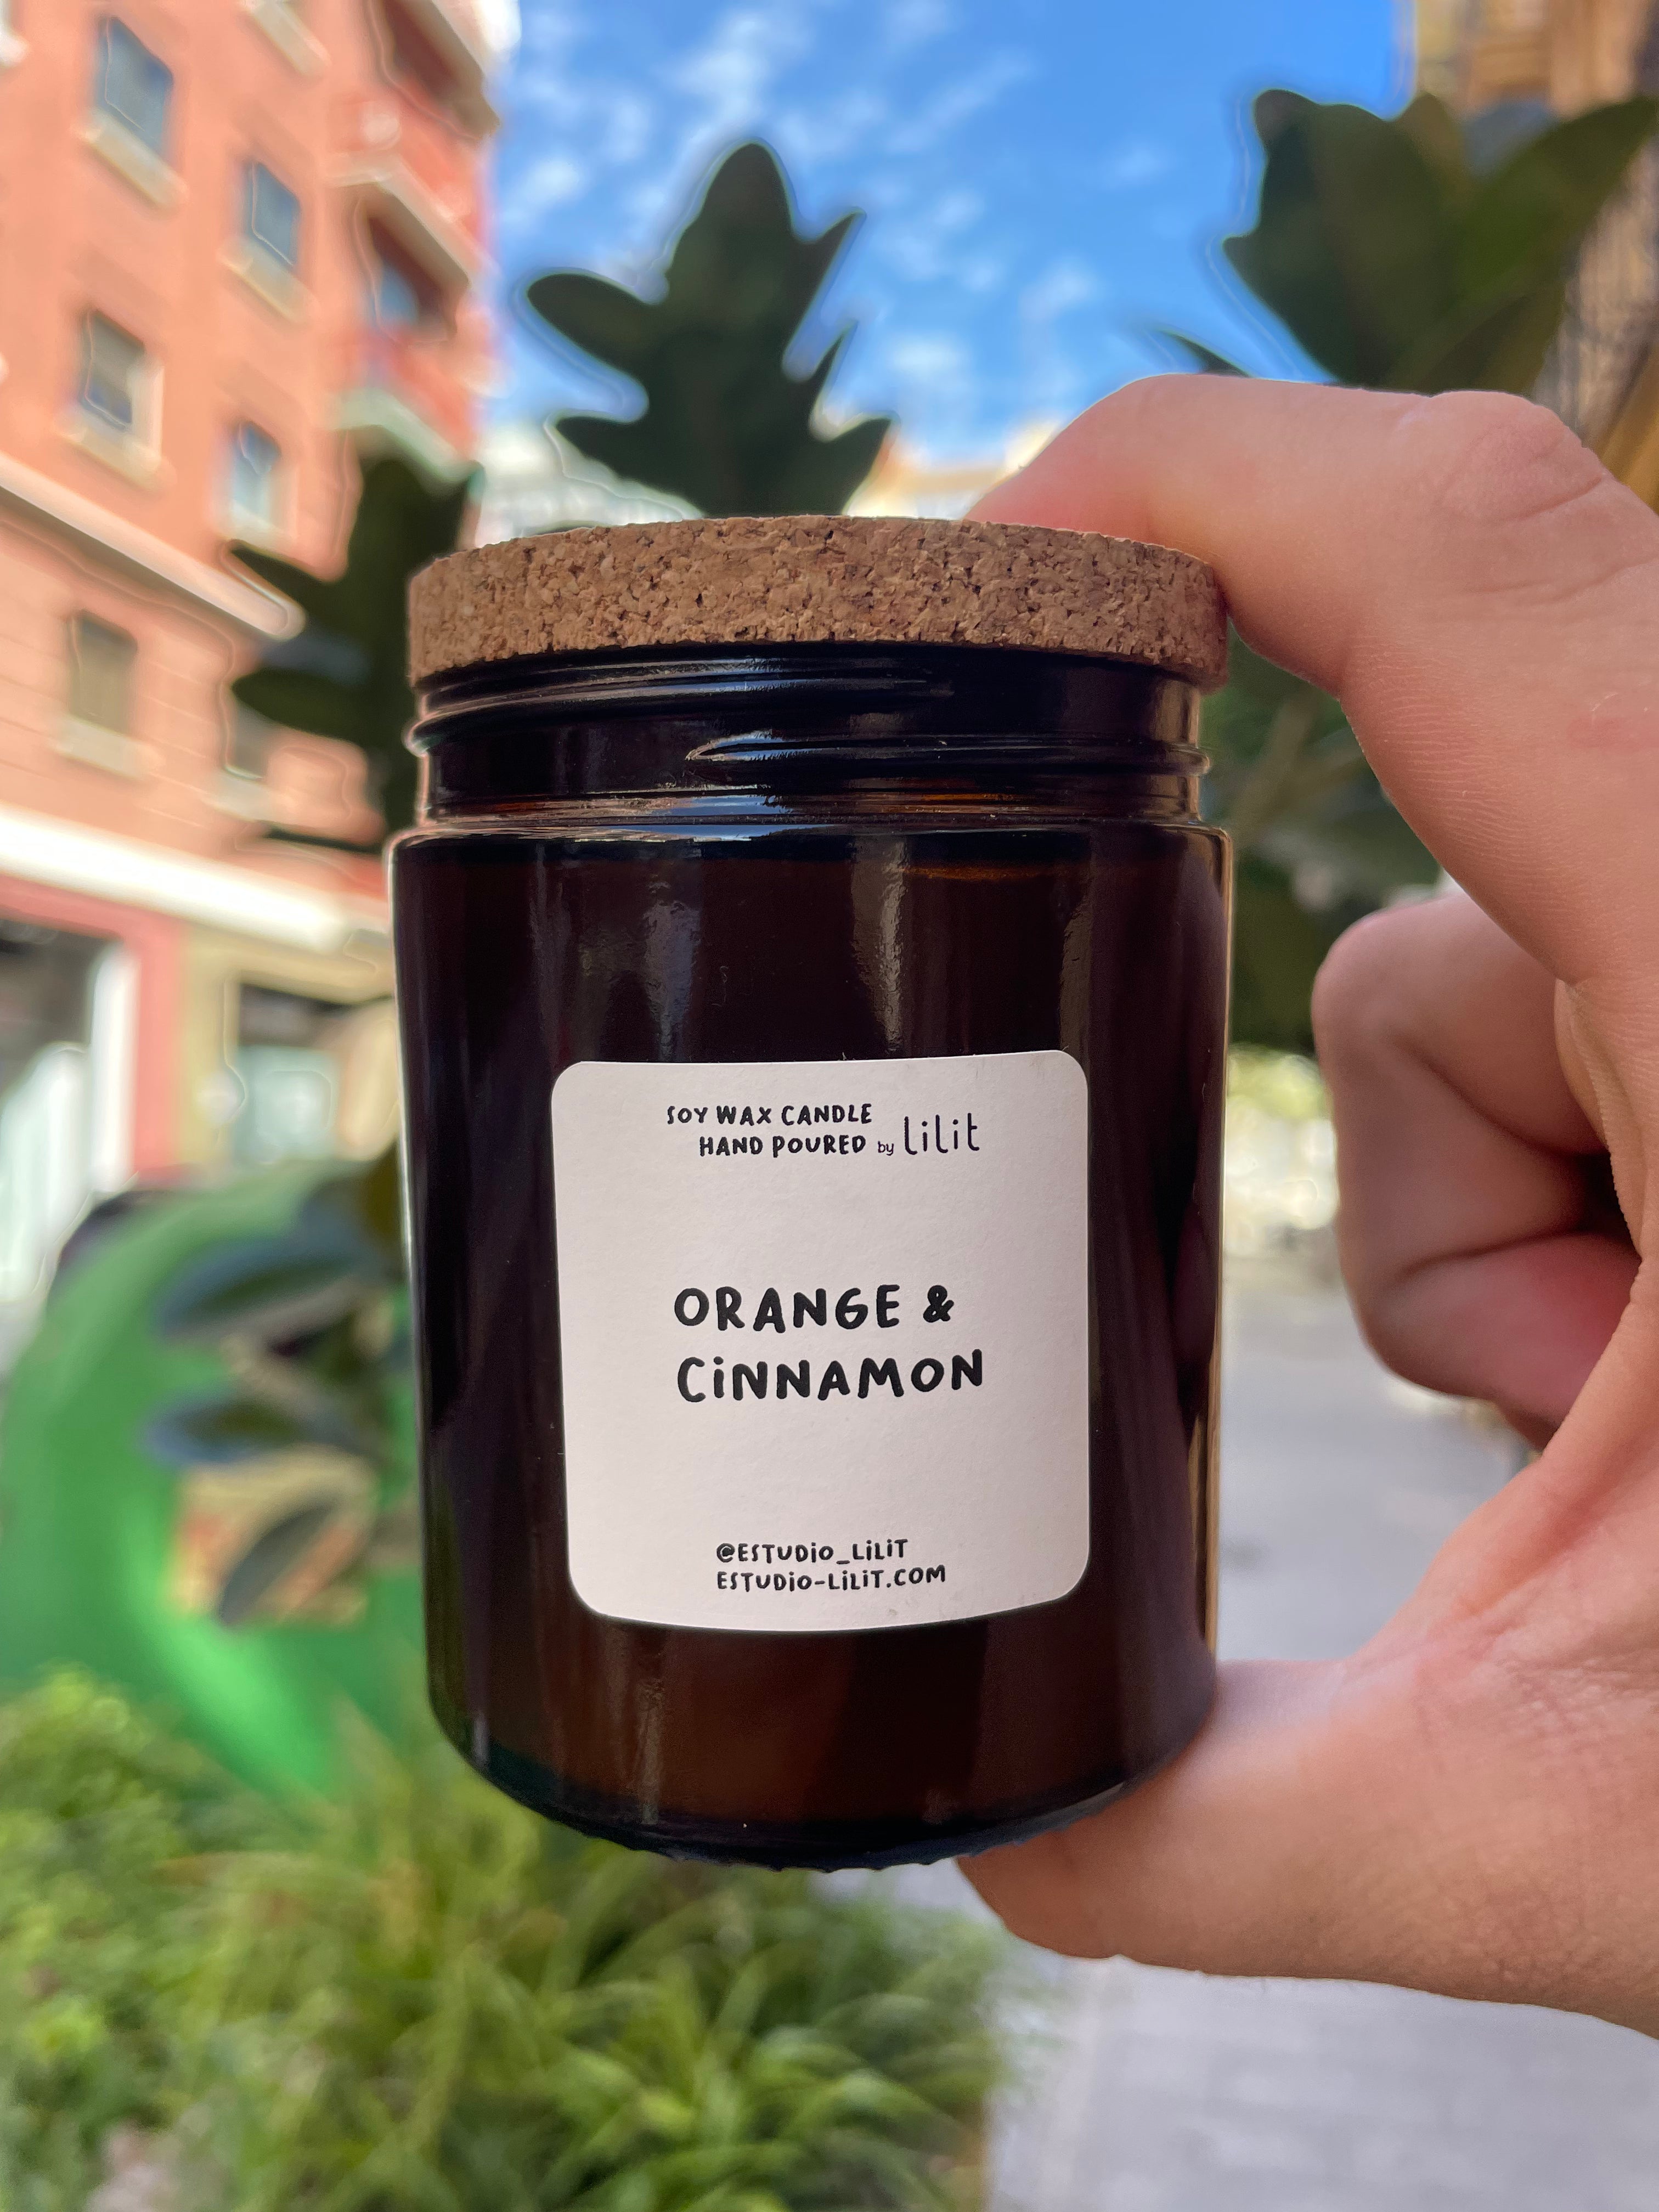 SOY WAX CANDLE
HAND POURED by lilit
ORANGE &
CiNNAMON
@ESTUDiO_LiLiT
ESTUDiO-LiLiT.COM